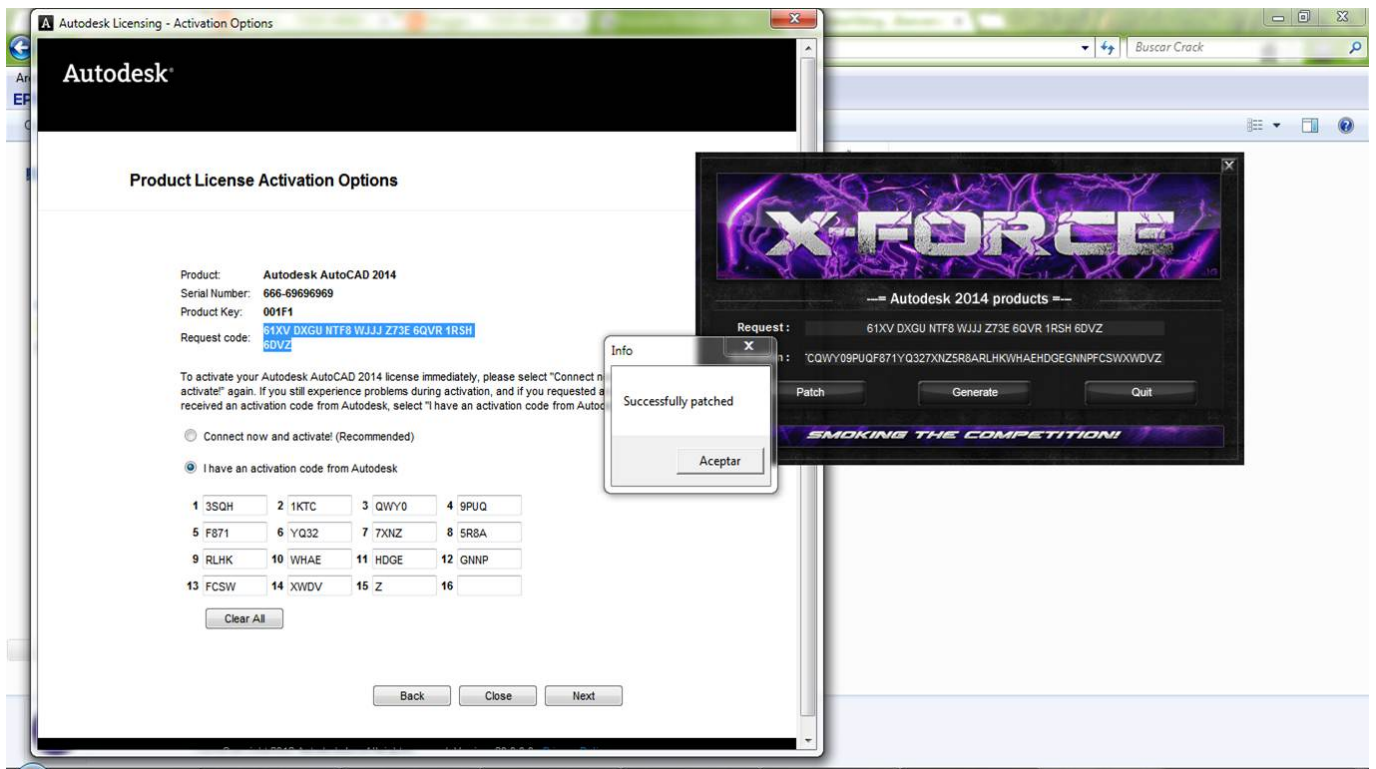 Autodesk Licensing - Activation Options
Buscar Crack
Autodesk
Product License Activation Options
Product: Autodesk AutoCAD 2014
Serial Number: 666-69696969
Product Key: 001F1
Request code: 61XV DXGU NTF8 WJJJ Z73E 6QVR 1RSH
6DVZ
To activate your Autodesk AutoCAD 2014 license immediately, please select "Connect
activate!" again. If you still experience problems during activation, and if you requested a
received an activation code from Autodesk, select "I have an activation code from
Connect now and activate! (Recommended)
I have an activation code from Autodesk
1 3SQH 2 1KTC 3 QWY0 4 9PUQ
5 F871 6 YQ32 7 7XNZ 8 5R8A
9 RLHK 10 WHAE 11 HDGE 12 GNNP
13 FCSW 14 XWDV 15 Z 16
Clear All
Back Close Next
Info
Successfully patched
Aceptar
X-FORCE
---= Autodesk 2014 products =---
Request : 61XV DXGU NTF8 WJJJ Z73E 6QVR 1RSH 6DVZ
TCQWY09PUQF871YQ327XNZ5R8ARLHKWHAEHDGEGNNPFCSWXWDVZ
Patch Generate Quit
SMOKING THE COMPETITION!